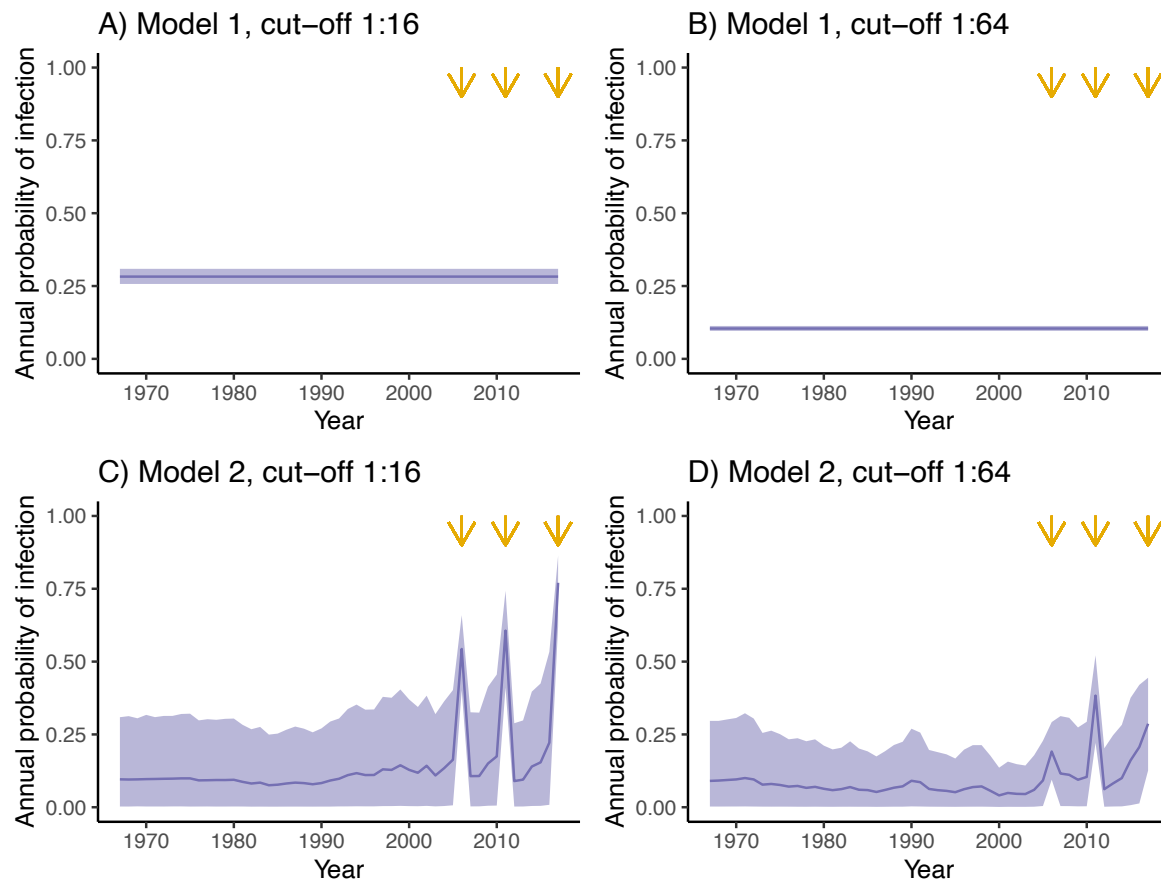 A) Model 1, cut−off 1:16
B) Model 1, cut−off 1:64
Annual probability of infection
1.00
0.75
0.50
0.25
0.00
1970 1980 1990 2000 2010
Year
Annual probability of infection
1.00
0.75
0.50
0.25
0.00
1970 1980 1990 2000 2010
Year
C) Model 2, cut−off 1:16
D) Model 2, cut−off 1:64
Annual probability of infection
1.00
0.75
0.50
0.25
0.00
1970 1980 1990 2000 2010
Year
Annual probability of infection
1.00
0.75
0.50
0.25
0.00
1970 1980 1990 2000 2010
Year